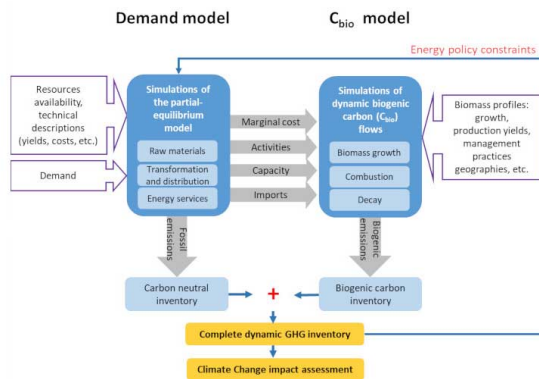 Demand model
C_bio model
Energy policy constraints
Resources
availability,
technical
descriptions
(yields, costs, etc.)
Demand
Simulations of
the partial-
equilibrium model
Raw materials
Transformation
and distribution
Energy services
Marginal cost
Activities
Capacity
Imports
Simulations of
dynamic biogenic
carbon (C_bio)
flows
Biomass growth
Combustion
Decay
Biomass profiles:
growth,
production yields,
management
practices
geographies, etc.
Fossil
emissions
Biogenic
emissions
Carbon neutral
inventory
+
Biogenic carbon
inventory
Complete dynamic GHG inventory
Climate Change impact assessment